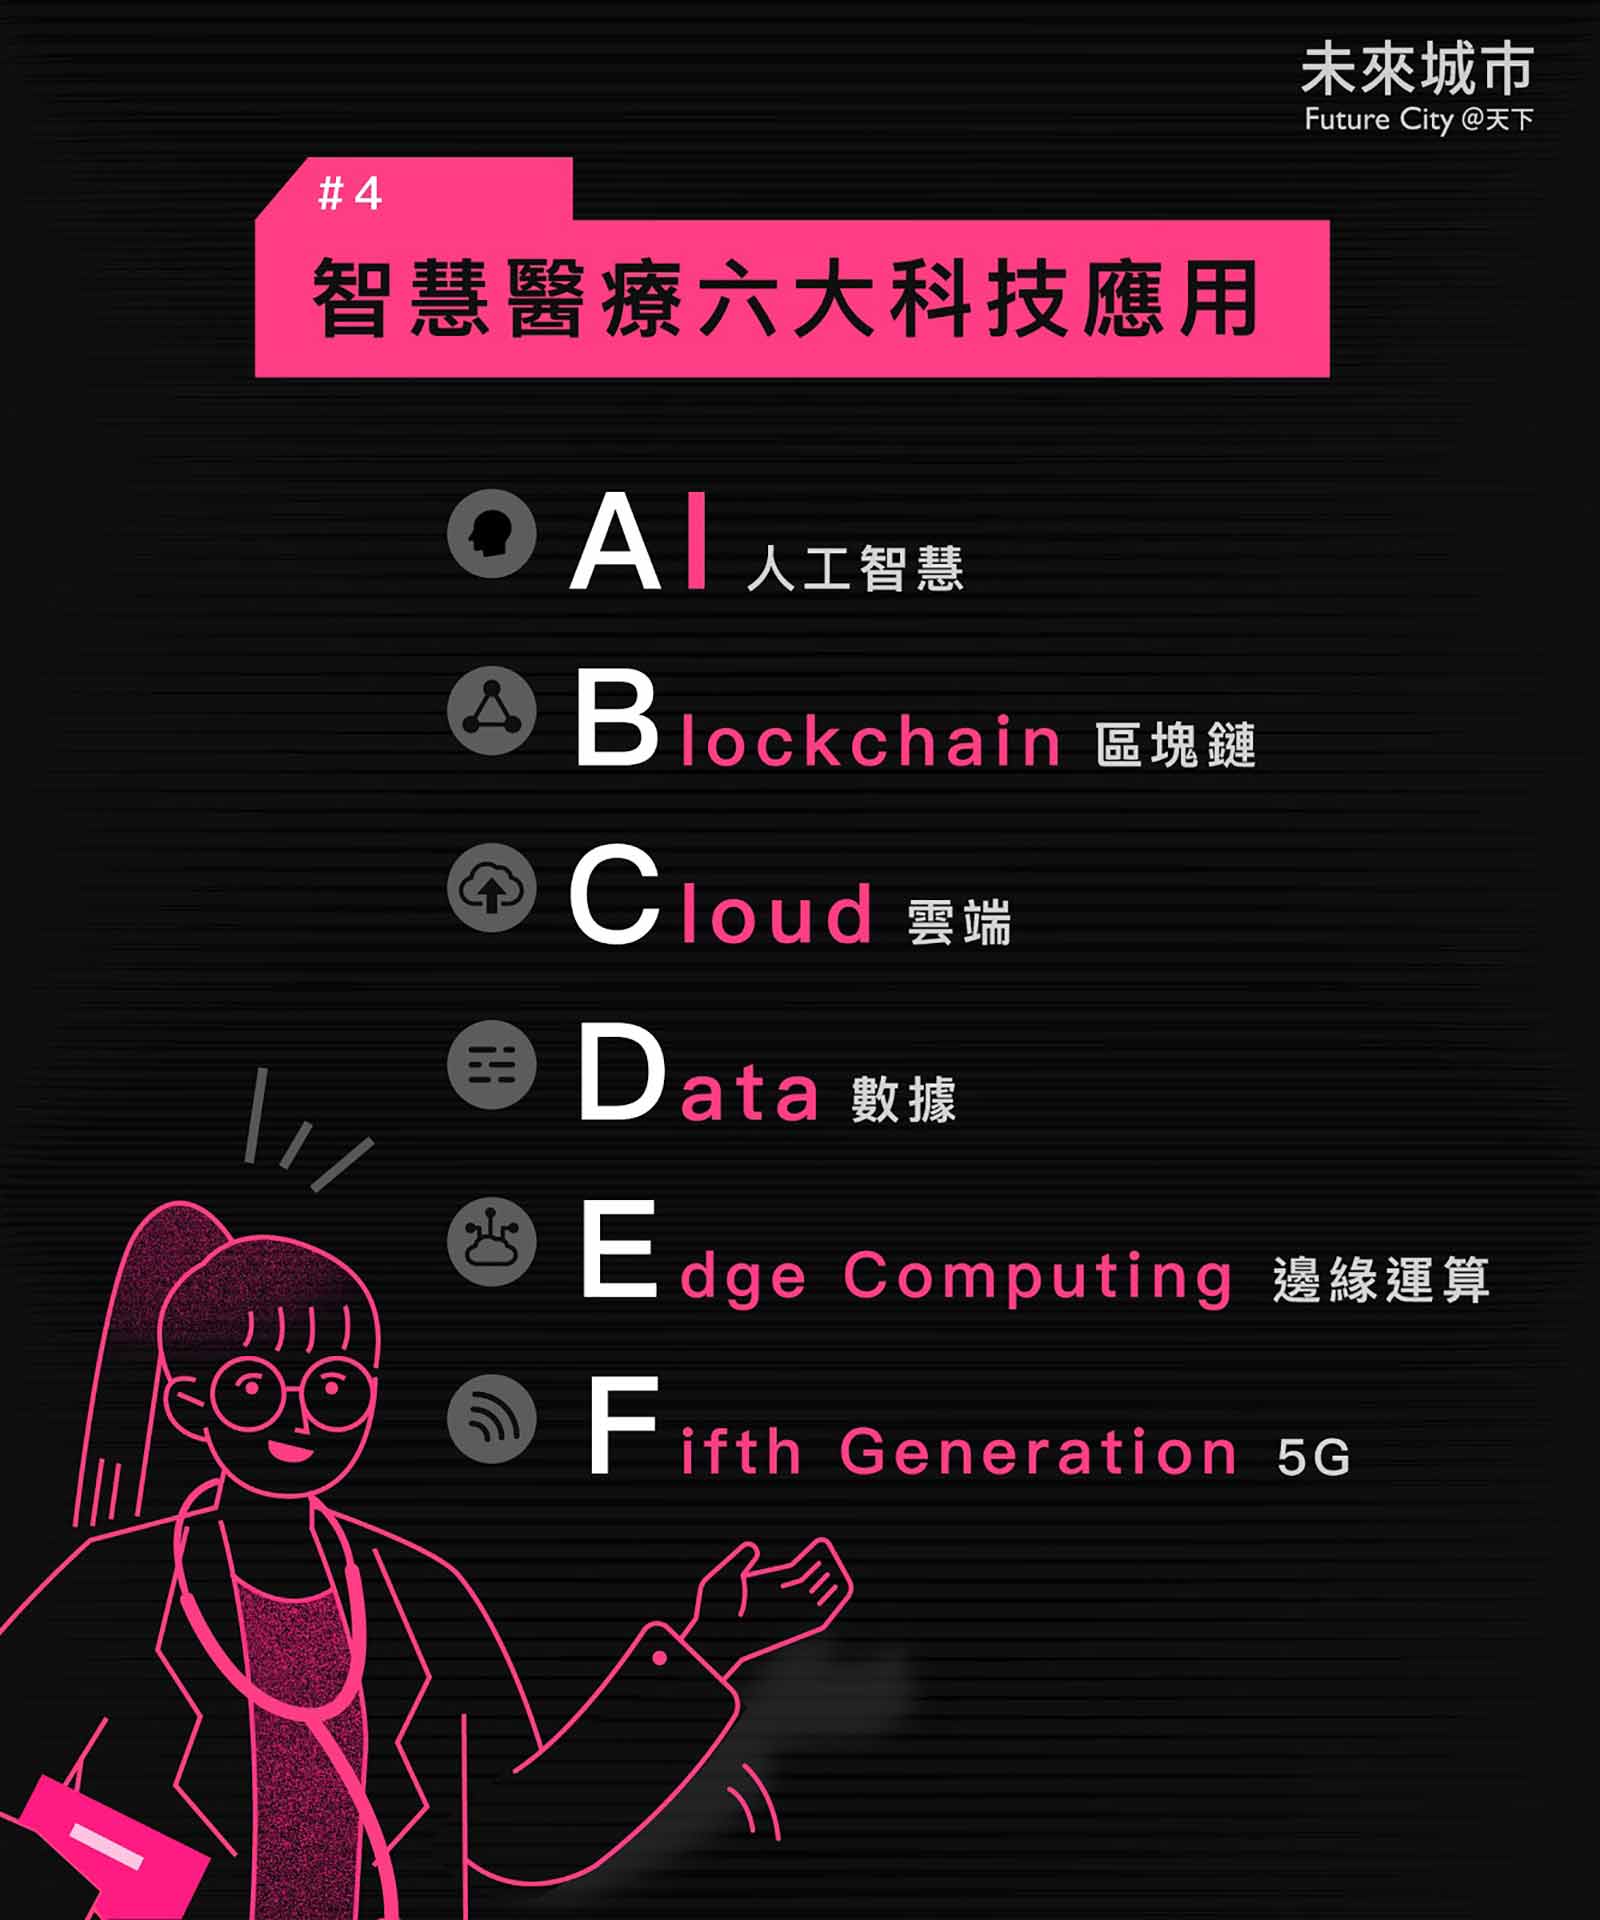 未來城市
Future City @天下
#4
智慧醫療六大科技應用
AI 人工智慧
Blockchain 區塊鏈
Cloud 雲端
Data 數據
Edge Computing 邊緣運算
Fifth Generation 5G